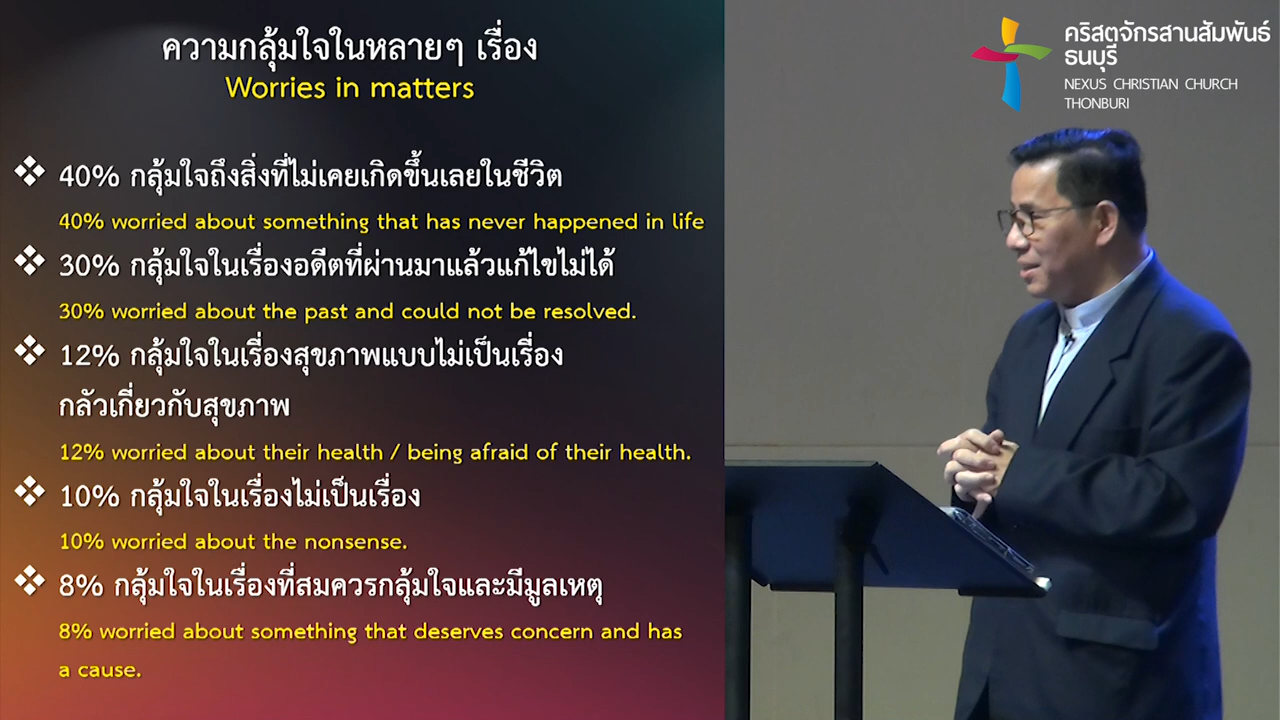 ความกลุ้มใจในหลายๆ เรื่อง
Worries in matters
❖ 40% กลุ้มใจถึงสิ่งที่ไม่เคยเกิดขึ้นเลยในชีวิต
40% worried about something that has never happened in life
❖ 30% กลุ้มใจในเรื่องอดีตที่ผ่านมาแล้วแก้ไขไม่ได้
30% worried about the past and could not be resolved.
❖ 12% กลุ้มใจในเรื่องสุขภาพแบบไม่เป็นเรื่อง
กลัวเกี่ยวกับสุขภาพ
12% worried about their health / being afraid of their health.
❖ 10% กลุ้มใจในเรื่องไม่เป็นเรื่อง
10% worried about the nonsense.
❖ 8% กลุ้มใจในเรื่องที่สมควรกลุ้มใจและมีมูลเหตุ
8% worried about something that deserves concern and has
a cause.
คริสตจักรสานสัมพันธ์
ธนบุรี
NEXUS CHRISTIAN CHURCH
THONBURI